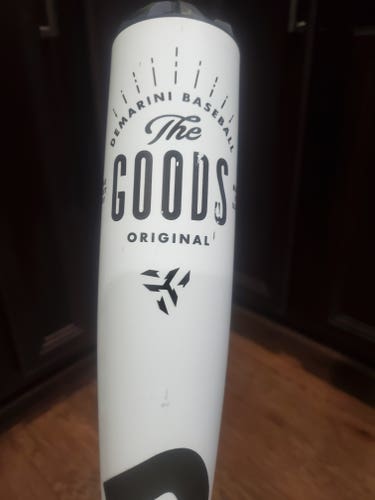 DEMARINI BASEBALL
The
GOODS
ORIGINAL